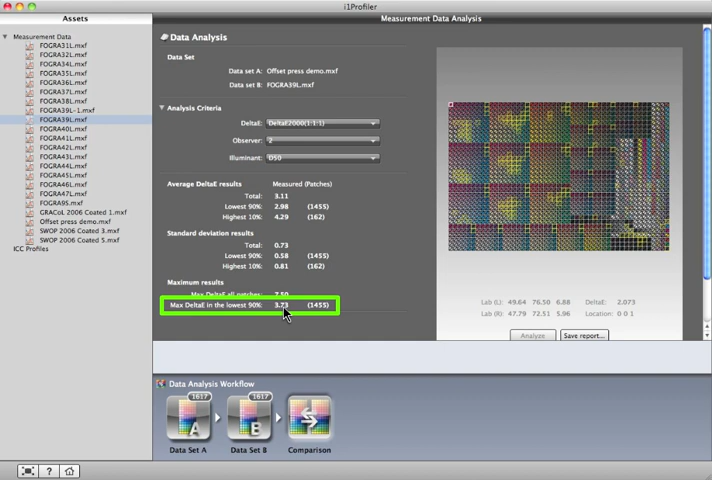 i1Profiler
Assets
Measurement Data Analysis
Measurement Data
FOGRA31L.mxf
FOGRA32L.mxf
FOGRA34L.mxf
FOGRA35L.mxf
FOGRA36L.mxf
FOGRA37L.mxf
FOGRA38L.mxf
FOGRA39L-1.mxf
FOGRA39L.mxf
FOGRA40L.mxf
FOGRA41L.mxf
FOGRA42L.mxf
FOGRA43L.mxf
FOGRA44L.mxf
FOGRA45L.mxf
FOGRA46L.mxf
FOGRA47L.mxf
FOGRA95.mxf
GRACoL 2006 Coated 1.mxf
Offset press demo.mxf
SWOP 2006 Coated 3.mxf
SWOP 2006 Coated 5.mxf
ICC Profiles
Data Analysis
Data Set
Data set A: Offset press demo.mxf
Data set B: FOGRA39L.mxf
Analysis Criteria
DeltaE: DeltaE2000(1:1:1)
Observer: 2
Illuminant: D50
Average DeltaE results Measured (Patches)
Total: 3.11
Lowest 90%: 2.98 (1455)
Highest 10%: 4.29 (162)
Standard deviation results
Total: 0.73
Lowest 90%: 0.58 (1455)
Highest 10%: 0.81 (162)
Maximum results
Max DeltaE all patches: 7.50
Max DeltaE in the lowest 90%: 3.73 (1455)
Lab (L): 49.64 76.50 6.88 DeltaE: 2.073
Lab (R): 47.79 72.51 5.96 Location: 0 0 1
Analyze Save report...
Data Analysis Workflow
1617 1617
A B
Data Set A Data Set B Comparison
?